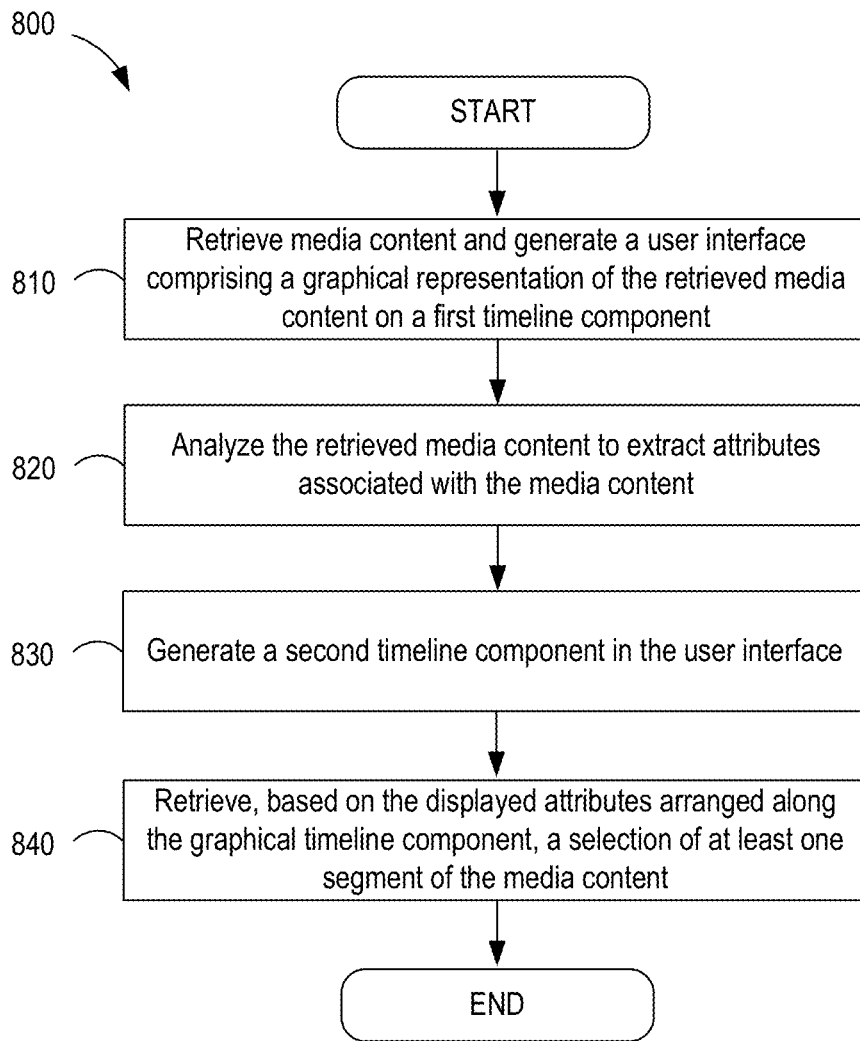 800
START
810
Retrieve media content and generate a user interface
comprising a graphical representation of the retrieved media
content on a first timeline component
820
Analyze the retrieved media content to extract attributes
associated with the media content
830
Generate a second timeline component in the user interface
840
Retrieve, based on the displayed attributes arranged along
the graphical timeline component, a selection of at least one
segment of the media content
END